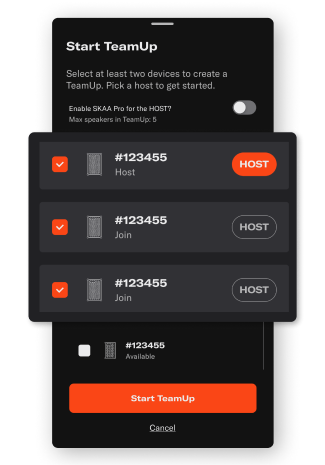 Start TeamUp
Select at least two devices to create a
TeamUp. Pick a host to get started.
Enable SKAA Pro for the HOST?
Max speakers in TeamUp: 5
#123455
Host
HOST
#123455
Join
HOST
#123455
Join
HOST
#123455
Available
Start TeamUp
Cancel